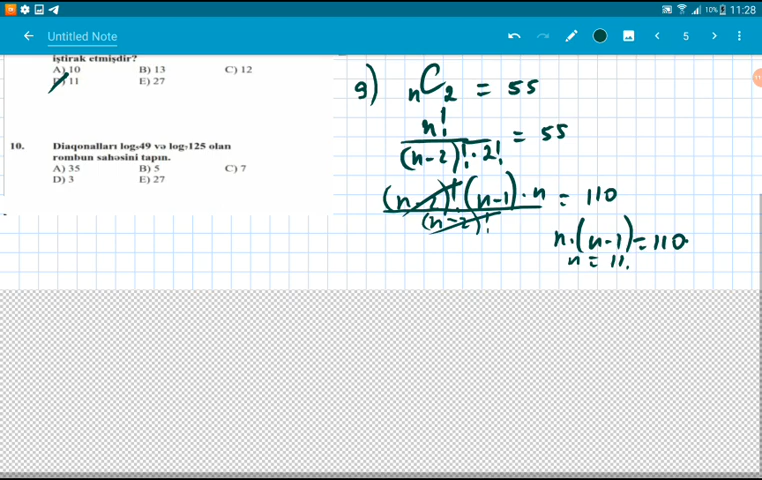 10% 11:28
Untitled Note
5
iştirak etmişdir?
A) 10 B) 13 C) 12
D) 11 E) 27
10. Diaqonalları log₅49 və log₇125 olan
rombun sahəsini tapın.
A) 35 B) 5 C) 7
D) 3 E) 27
9) nC2 = 55
n! / (n-2)! · 2! = 55
(n-2)! · (n-1) · n / (n-2)! = 110
n · (n-1) = 110
n = 11.